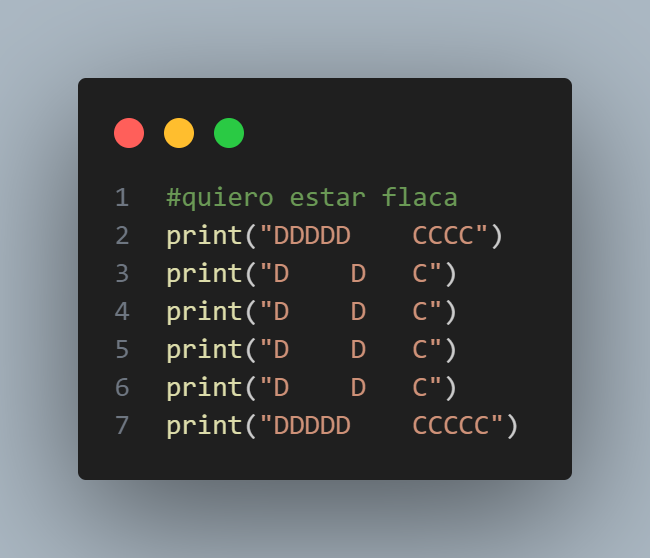 1 #quiero estar flaca
2 print("DDDDD    CCCC")
3 print("D    D   C")
4 print("D    D   C")
5 print("D    D   C")
6 print("D    D   C")
7 print("DDDDD    CCCCC")